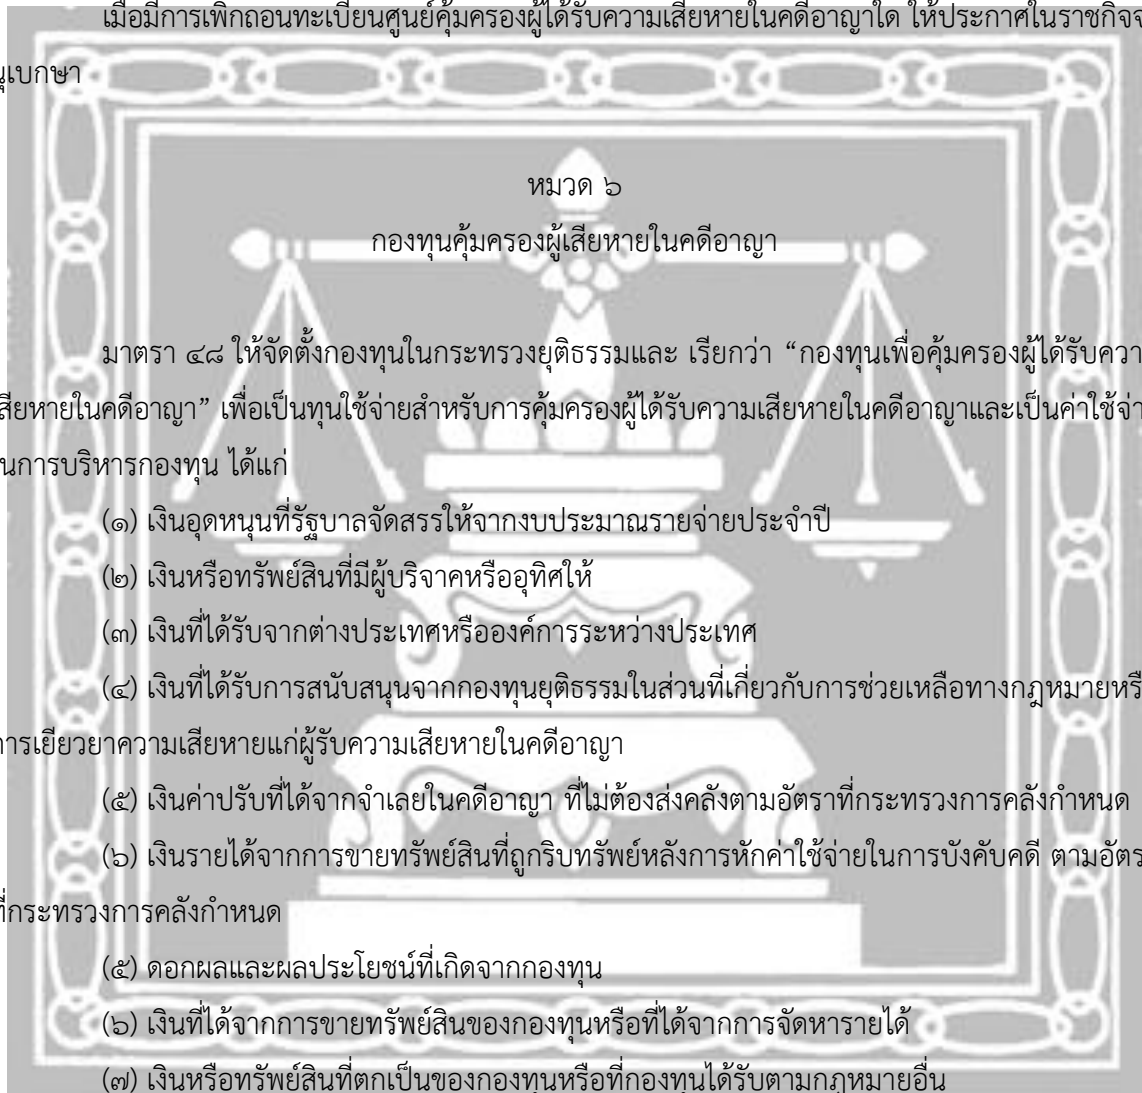 เมื่อมีการเพิกถอนทะเบียนศูนย์คุ้มครองผู้ได้รับความเสียหายในคดีอาญาใด ให้ประกาศในราชกิจจ
นุเบกษา
หมวด ๖
กองทุนคุ้มครองผู้เสียหายในคดีอาญา
มาตรา ๔๘ ให้จัดตั้งกองทุนในกระทรวงยุติธรรมและ เรียกว่า “กองทุนเพื่อคุ้มครองผู้ได้รับควา
เสียหายในคดีอาญา” เพื่อเป็นทุนใช้จ่ายสำหรับการคุ้มครองผู้ได้รับความเสียหายในคดีอาญาและเป็นค่าใช้จ่า
นการบริหารกองทุน ได้แก่
(๑) เงินอุดหนุนที่รัฐบาลจัดสรรให้จากงบประมาณรายจ่ายประจำปี
(๒) เงินหรือทรัพย์สินที่มีผู้บริจาคหรืออุทิศให้
(๓) เงินที่ได้รับจากต่างประเทศหรือองค์การระหว่างประเทศ
(๔) เงินที่ได้รับการสนับสนุนจากกองทุนยุติธรรมในส่วนที่เกี่ยวกับการช่วยเหลือทางกฎหมายหรื
การเยียวยาความเสียหายแก่ผู้รับความเสียหายในคดีอาญา
(๕) เงินค่าปรับที่ได้จากจำเลยในคดีอาญา ที่ไม่ต้องส่งคลังตามอัตราที่กระทรวงการคลังกำหนด
(๖) เงินรายได้จากการขายทรัพย์สินที่ถูกริบทรัพย์หลังการหักค่าใช้จ่ายในการบังคับคดี ตามอัตร
ที่กระทรวงการคลังกำหนด
(๕) ดอกผลและผลประโยชน์ที่เกิดจากกองทุน
(๖) เงินที่ได้จากการขายทรัพย์สินของกองทุนหรือที่ได้จากการจัดหารายได้
(๗) เงินหรือทรัพย์สินที่ตกเป็นของกองทุนหรือที่กองทุนได้รับตามกฎหมายอื่น